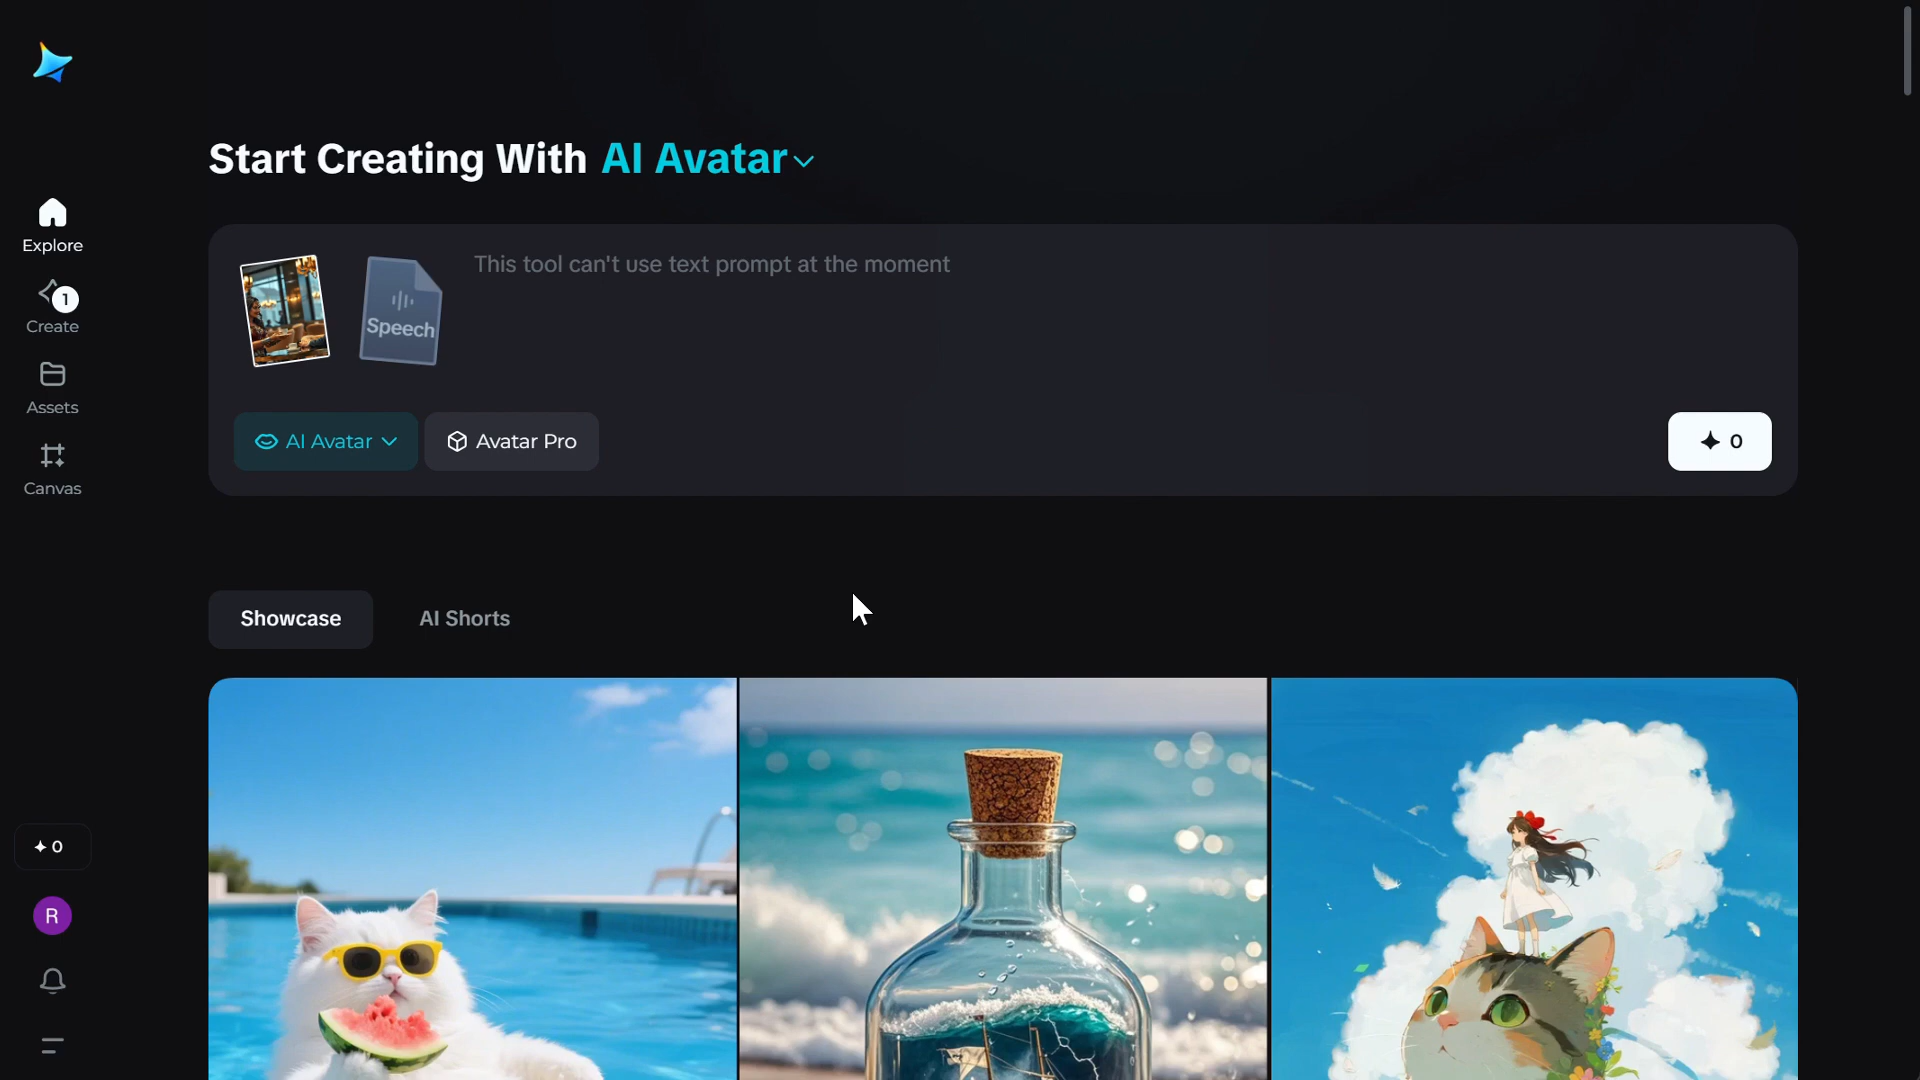 Start Creating With AI Avatar
Explore
1
Create
Assets
Canvas
This tool can't use text prompt at the moment
Speech
AI Avatar
Avatar Pro
0
Showcase
AI Shorts
0
R